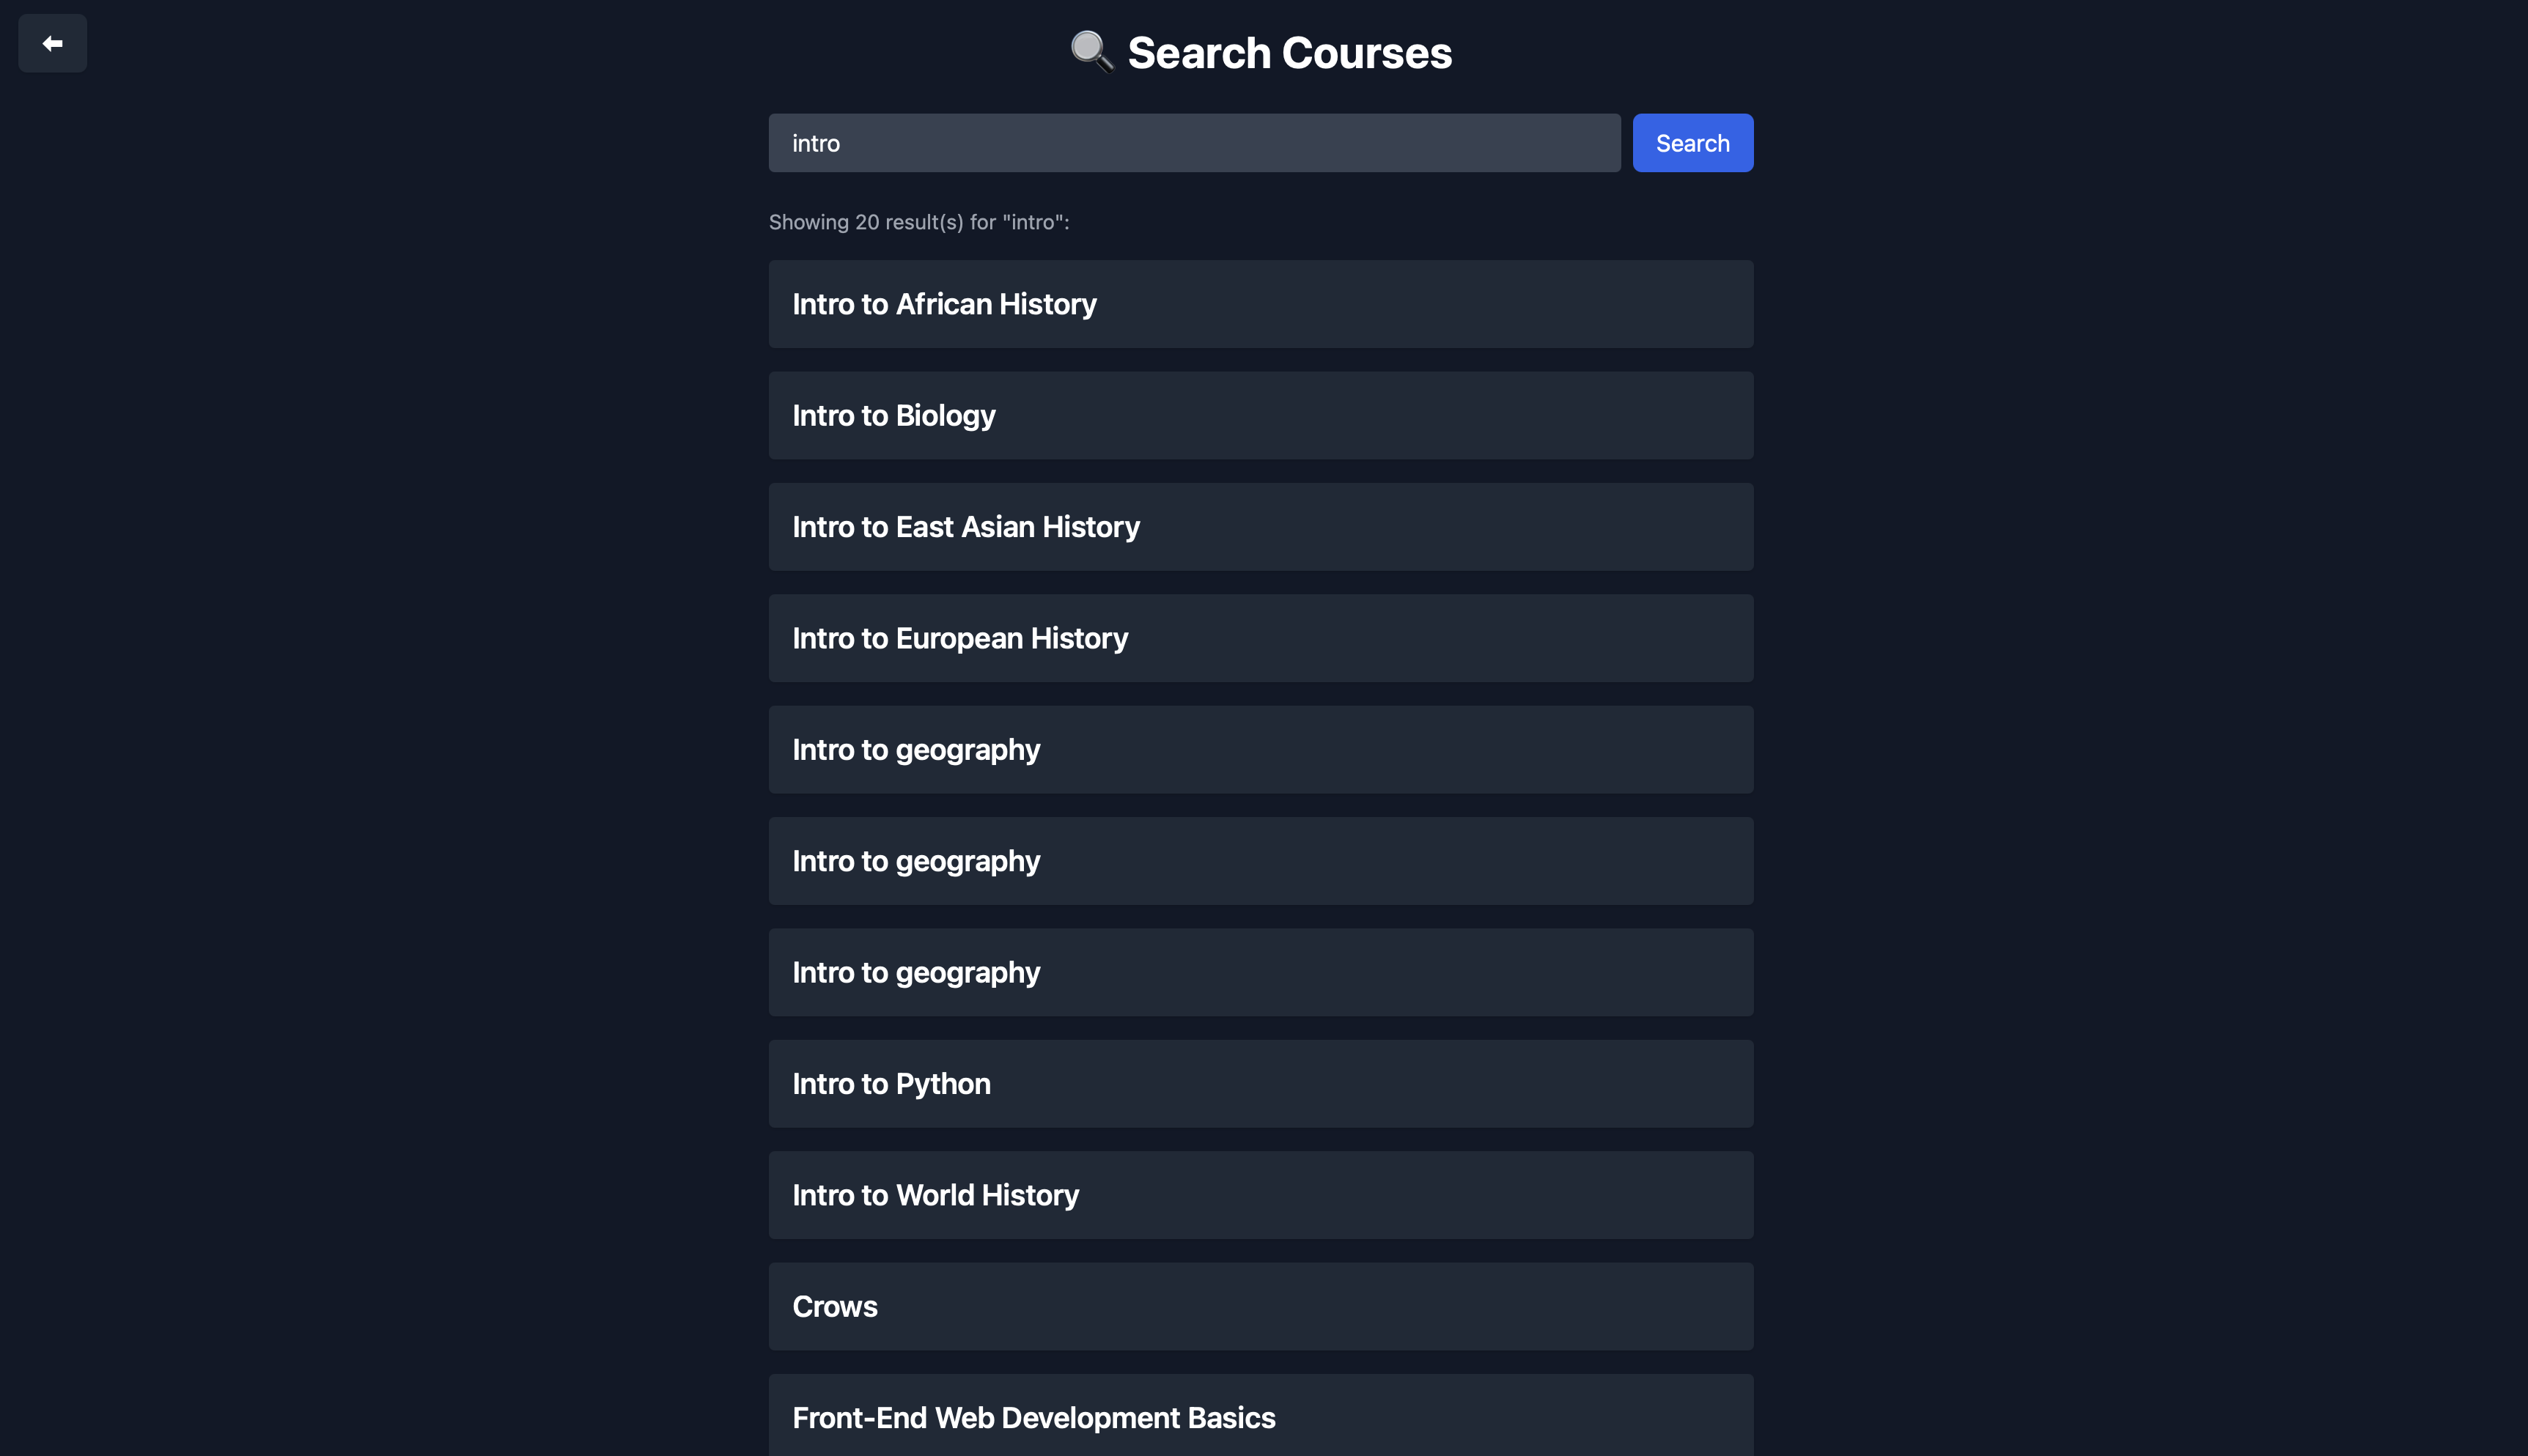 Search Courses
intro
Search
Showing 20 result(s) for "intro":
Intro to African History
Intro to Biology
Intro to East Asian History
Intro to European History
Intro to geography
Intro to geography
Intro to geography
Intro to Python
Intro to World History
Crows
Front-End Web Development Basics